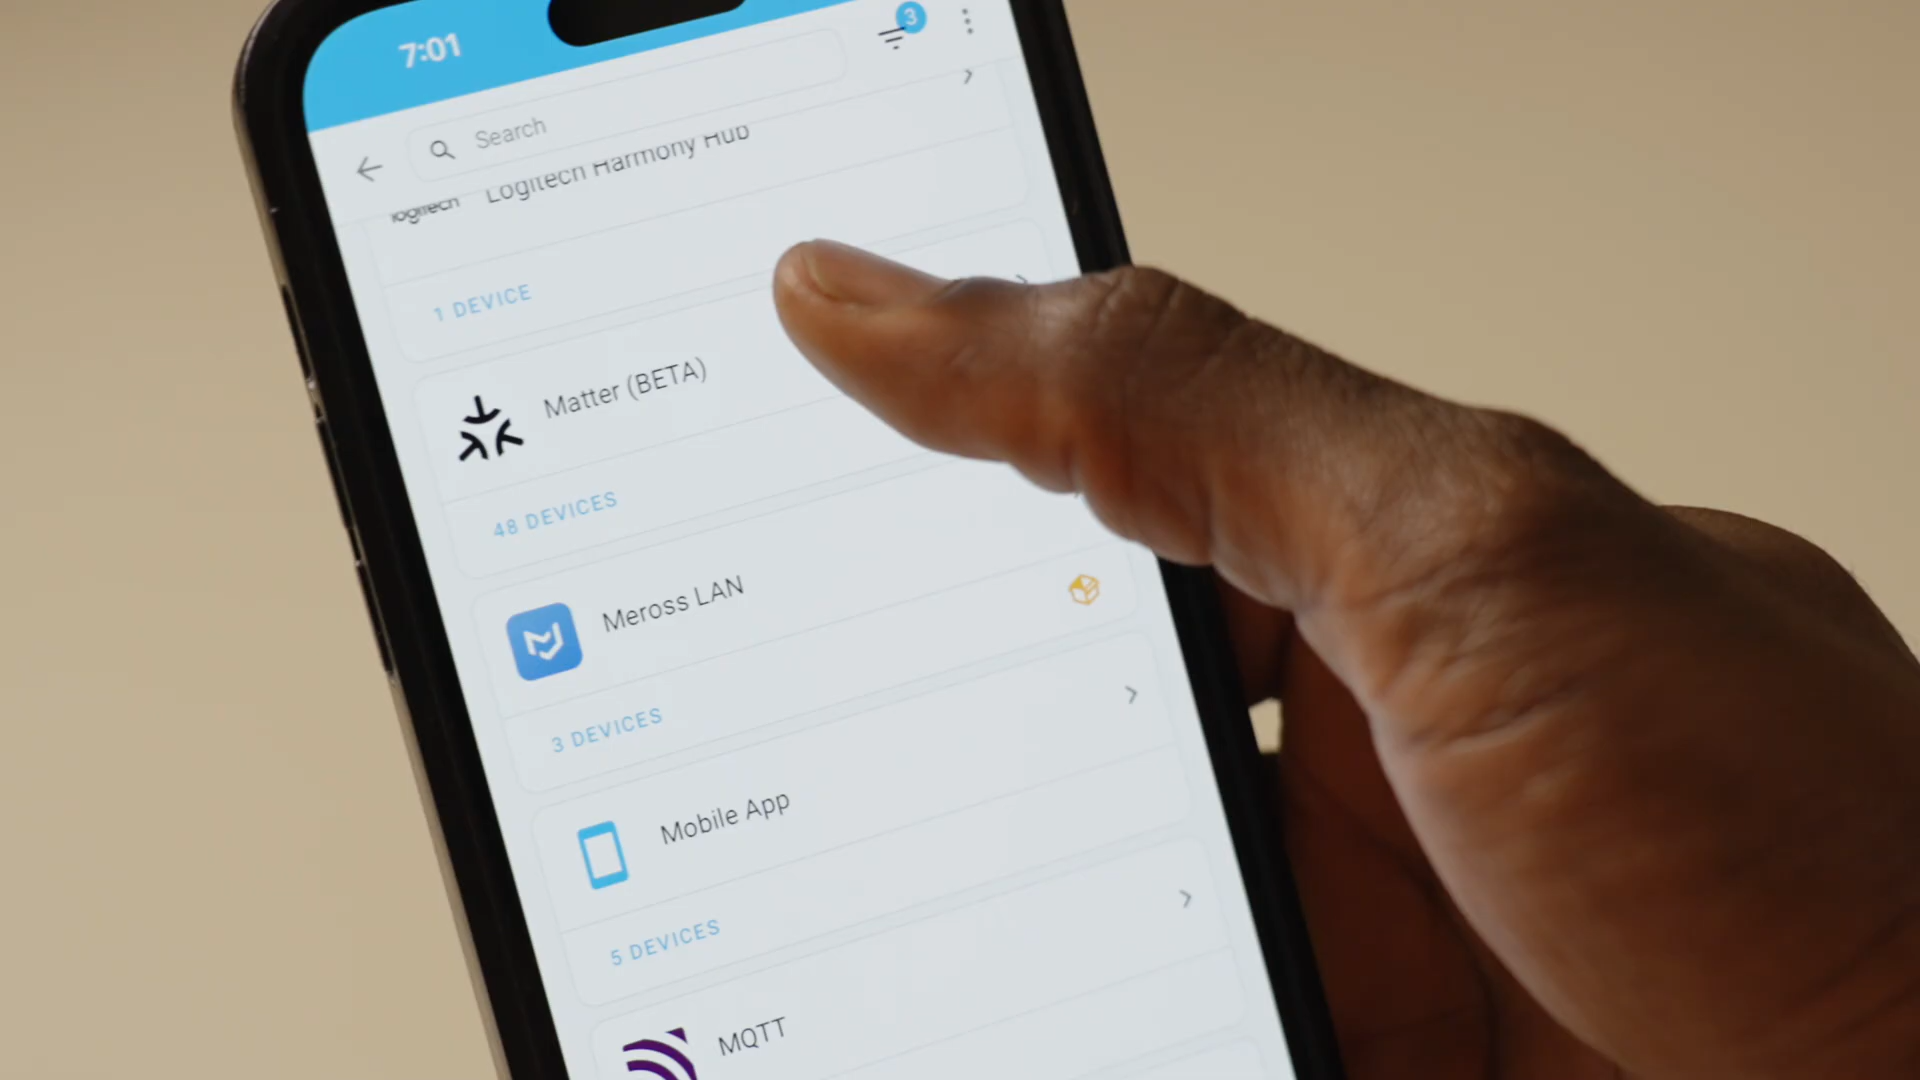 7:01
3
Search
logitech
Logitech Harmony Hub
1 DEVICE
Matter (BETA)
48 DEVICES
Meross LAN
3 DEVICES
Mobile App
5 DEVICES
MQTT